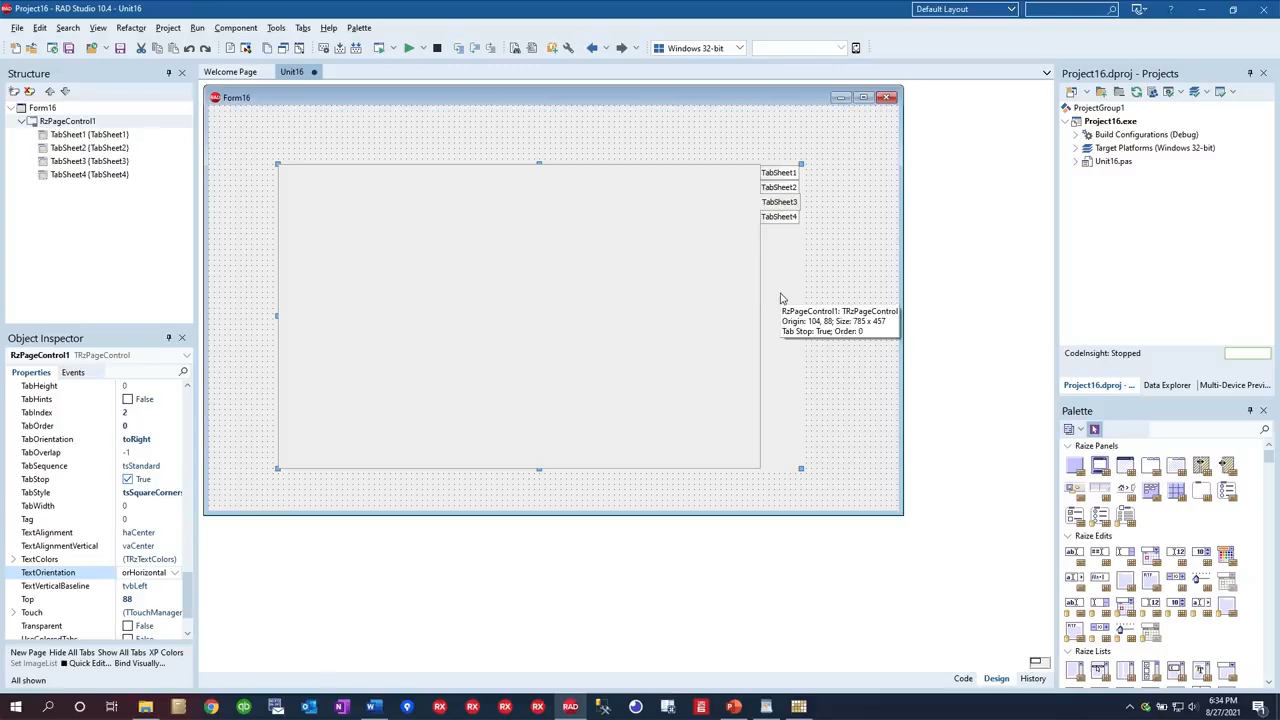 Project16 - RAD Studio 10.4 - Unit16
Default Layout
File Edit Search View Refactor Project Run Component Tools Tabs Help Palette
Windows 32-bit
Structure
Form16
RzPageControl1
TabSheet1 {TabSheet1}
TabSheet2 {TabSheet2}
TabSheet3 {TabSheet3}
TabSheet4 {TabSheet4}
Object Inspector
RzPageControl1 TRzPageControl
Properties Events
TabHeight 0
TabHints False
TabIndex 2
TabOrder 0
TabOrientation toRight
TabOverlap -1
TabSequence tsStandard
TabStop True
TabStyle tsSquareCorners
TabWidth 0
Tag 0
TextAlignment haCenter
TextAlignmentVertical vaCenter
TextColors (TRzTextColors)
TextOrientation orHorizontal
TextVerticalBaseline tvbLeft
Top 88
Touch (TTouchManager
Transparent False
UseColoredTabs False
New Page Hide All Tabs Show All Tabs XP Colors
Set ImageList Quick Edit... Bind Visually...
All shown
Welcome Page Unit16
Form16
TabSheet1
TabSheet2
TabSheet3
TabSheet4
RzPageControl1: TRzPageControl
Origin: 104, 88; Size: 785 x 457
Tab Stop: True; Order: 0
Code Design History
Project16.dproj - Projects
ProjectGroup1
Project16.exe
Build Configurations (Debug)
Target Platforms (Windows 32-bit)
Unit16.pas
CodeInsight: Stopped
Project16.dproj - ... Data Explorer Multi-Device Previ...
Palette
Raize Panels
Raize Edits
Raize Lists
6:34 PM
8/27/2021